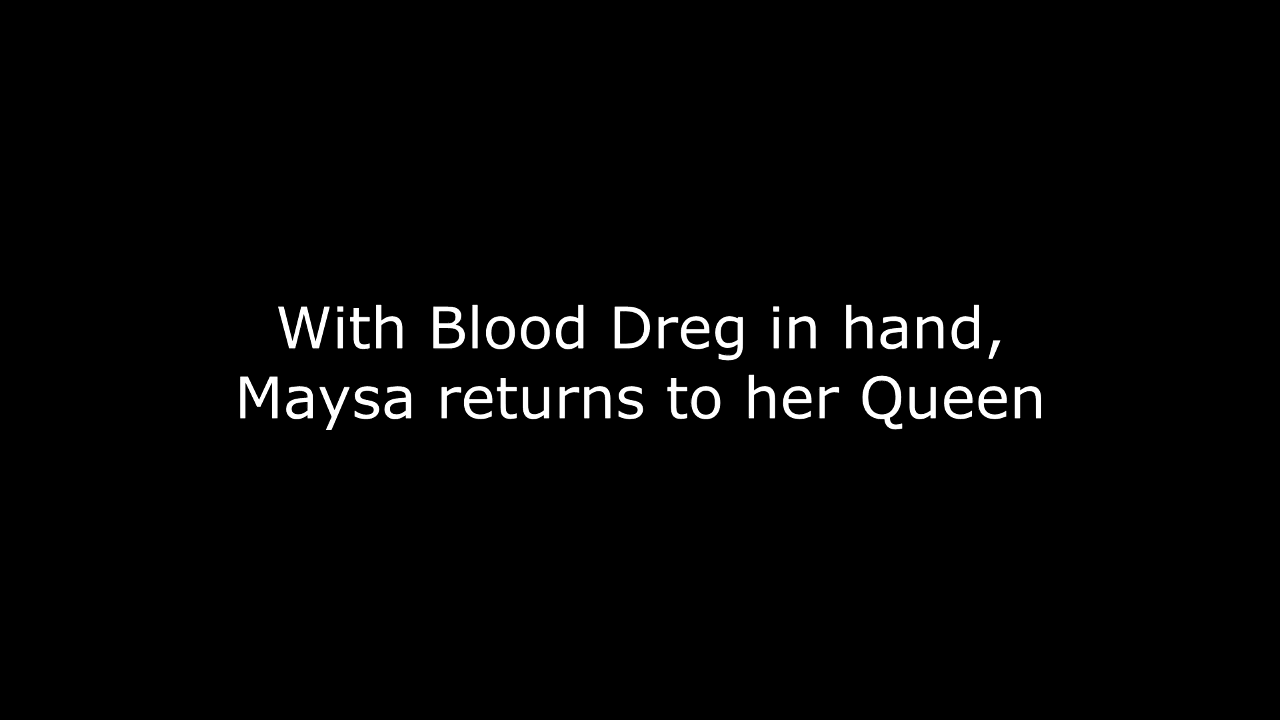 With Blood Dreg in hand,
Maysa returns to her Queen